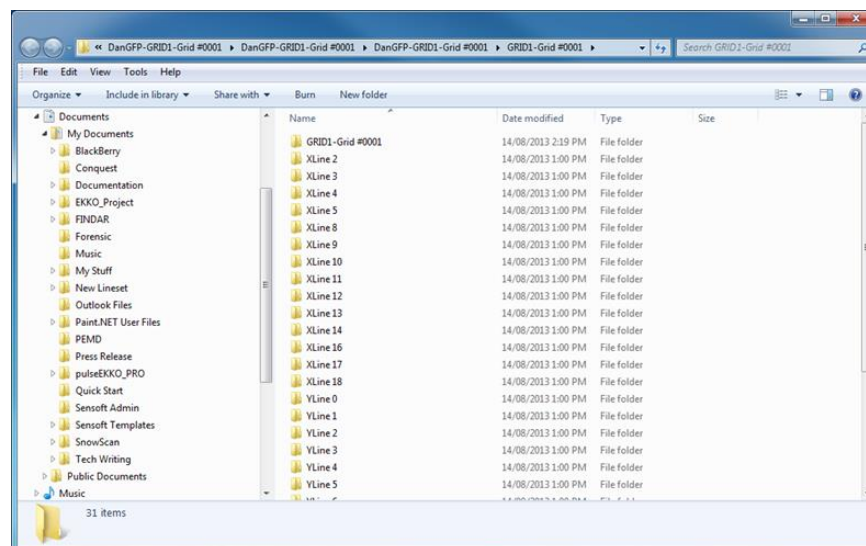 « DanGFP-GRID1-Grid #0001 ▸ DanGFP-GRID1-Grid #0001 ▸ DanGFP-GRID1-Grid #0001 ▸ GRID1-Grid #0001 ▸
Search GRID1-Grid #0001
File Edit View Tools Help
Organize Include in library Share with Burn New folder
Documents
My Documents
BlackBerry
Conquest
Documentation
EKKO_Project
FINDAR
Forensic
Music
My Stuff
New Lineset
Outlook Files
Paint.NET User Files
PEMD
Press Release
pulseEKKO_PRO
Quick Start
Sensoft Admin
Sensoft Templates
SnowScan
Tech Writing
Public Documents
Music
Name Date modified Type Size
GRID1-Grid #0001 14/08/2013 2:19 PM File folder
XLine 2 14/08/2013 1:00 PM File folder
XLine 3 14/08/2013 1:00 PM File folder
XLine 4 14/08/2013 1:00 PM File folder
XLine 5 14/08/2013 1:00 PM File folder
XLine 8 14/08/2013 1:00 PM File folder
XLine 9 14/08/2013 1:00 PM File folder
XLine 10 14/08/2013 1:00 PM File folder
XLine 11 14/08/2013 1:00 PM File folder
XLine 12 14/08/2013 1:00 PM File folder
XLine 13 14/08/2013 1:00 PM File folder
XLine 14 14/08/2013 1:00 PM File folder
XLine 16 14/08/2013 1:00 PM File folder
XLine 17 14/08/2013 1:00 PM File folder
XLine 18 14/08/2013 1:00 PM File folder
YLine 0 14/08/2013 1:00 PM File folder
YLine 1 14/08/2013 1:00 PM File folder
YLine 2 14/08/2013 1:00 PM File folder
YLine 3 14/08/2013 1:00 PM File folder
YLine 4 14/08/2013 1:00 PM File folder
YLine 5 14/08/2013 1:00 PM File folder
31 items